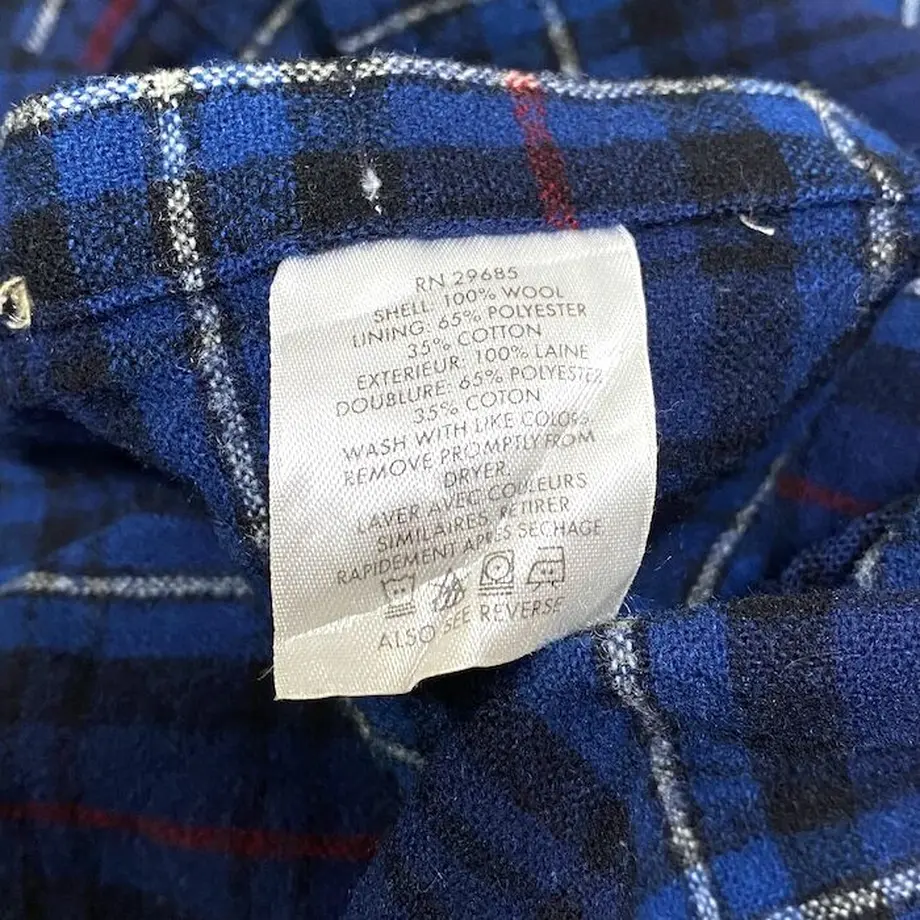 RN 29685
SHELL: 100% WOOL
LINING: 65% POLYESTER
35% COTTON
EXTERIEUR: 100% LAINE
DOUBLURE: 65% POLYESTER
35% COTON
WASH WITH LIKE COLORS.
REMOVE PROMPTLY FROM
DRYER.
LAVER AVEC COULEURS
SIMILAIRES. RETIRER
RAPIDEMENT APRES SECHAGE
ALSO SEE REVERSE